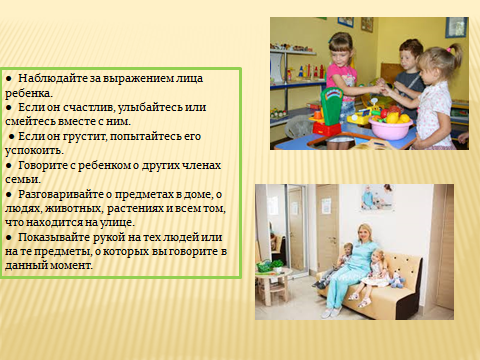 ● Наблюдайте за выражением лица
ребенка.
● Если он счастлив, улыбайтесь или
смейтесь вместе с ним.
● Если он грустит, попытайтесь его
успокоить.
● Говорите с ребенком о других членах
семьи.
● Разговаривайте о предметах в доме, о
людях, животных, растениях и всем том,
что находится на улице.
● Показывайте рукой на тех людей или
на те предметы, о которых вы говорите в
данный момент.